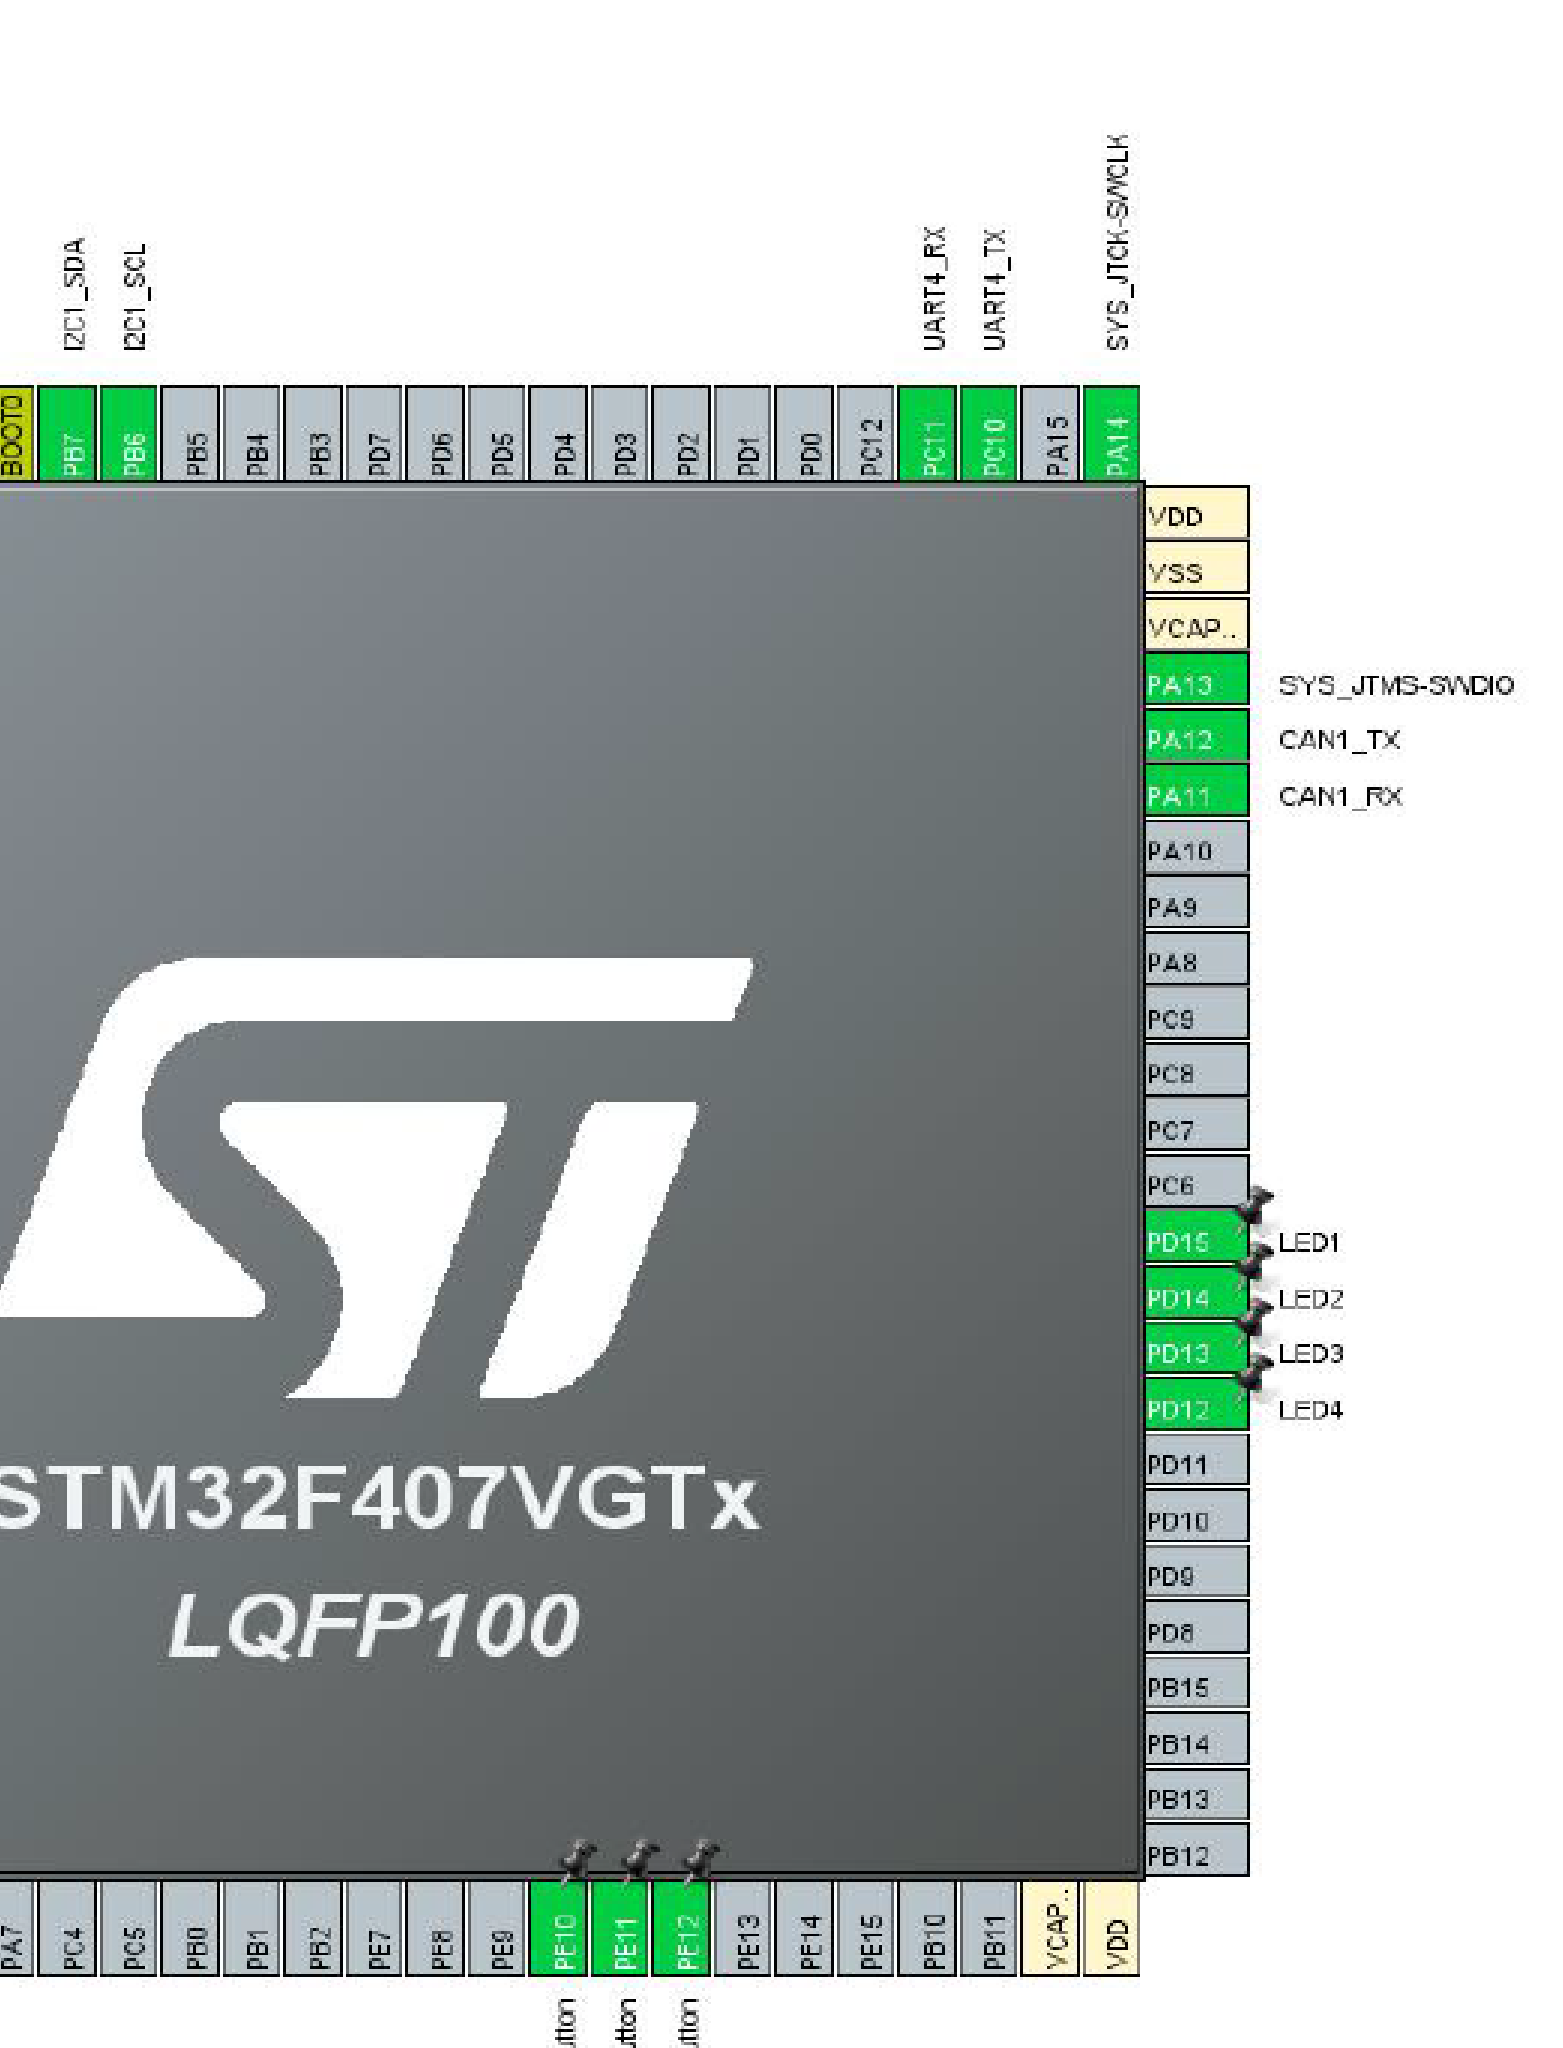 I2C1_SDA
I2C1_SCL
UART4_RX
UART4_TX
SYS_JTCK-SWCLK
BOOT0
PB7
PB6
PB5
PB4
PB3
PD7
PD6
PD5
PD4
PD3
PD2
PD1
PD0
PC12
PC11
PC10
PA15
PA14
VDD
VSS
VCAP..
PA13 SYS_JTMS-SWDIO
PA12 CAN1_TX
PA11 CAN1_RX
PA10
PA9
PA8
PC9
PC8
PC7
PC6
PD15 LED1
PD14 LED2
PD13 LED3
PD12 LED4
PD11
PD10
PD9
PD8
PB15
PB14
PB13
PB12
ST
STM32F407VGTx
LQFP100
PA7
PC4
PC5
PB0
PB1
PB2
PE7
PE8
PE9
PE10
PE11
PE12
PE13
PE14
PE15
PB10
PB11
VCAP..
VDD